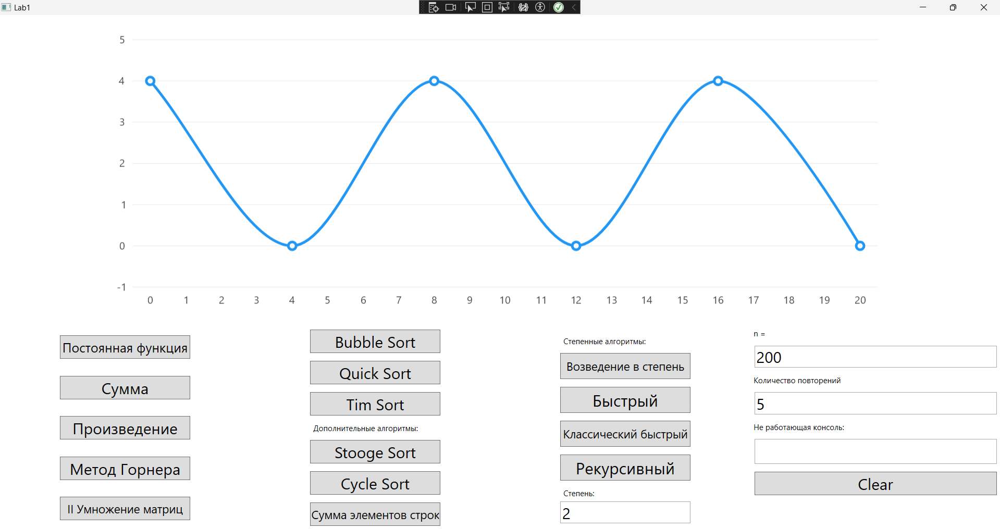 Lab1
5
4
3
2
1
0
-1
0 1 2 3 4 5 6 7 8 9 10 11 12 13 14 15 16 17 18 19 20
Постоянная функция
Сумма
Произведение
Метод Горнера
II Умножение матриц
Bubble Sort
Quick Sort
Tim Sort
Дополнительные алгоритмы:
Stooge Sort
Cycle Sort
Сумма элементов строк
Степенные алгоритмы:
Возведение в степень
Быстрый
Классический быстрый
Рекурсивный
Степень:
2
n =
200
Количество повторений
5
Не работающая консоль:
Clear